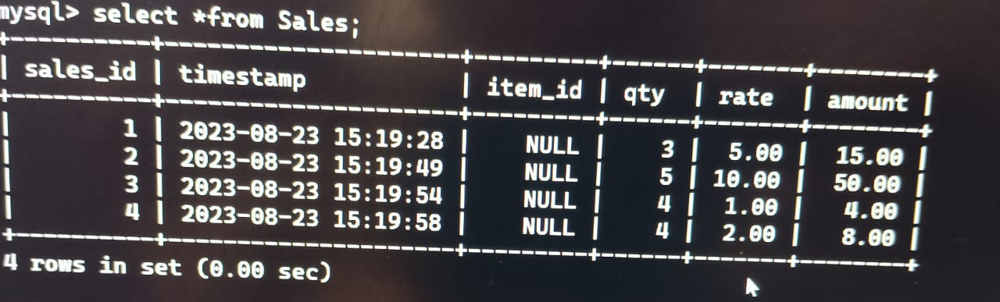 mysql> select *from Sales;
+----------+---------------------+---------+------+-------+--------+
| sales_id | timestamp           | item_id | qty  | rate  | amount |
+----------+---------------------+---------+------+-------+--------+
|        1 | 2023-08-23 15:19:28 |    NULL |    3 |  5.00 |  15.00 |
|        2 | 2023-08-23 15:19:49 |    NULL |    5 | 10.00 |  50.00 |
|        3 | 2023-08-23 15:19:54 |    NULL |    4 |  1.00 |   4.00 |
|        4 | 2023-08-23 15:19:58 |    NULL |    4 |  2.00 |   8.00 |
+----------+---------------------+---------+------+-------+--------+
4 rows in set (0.00 sec)